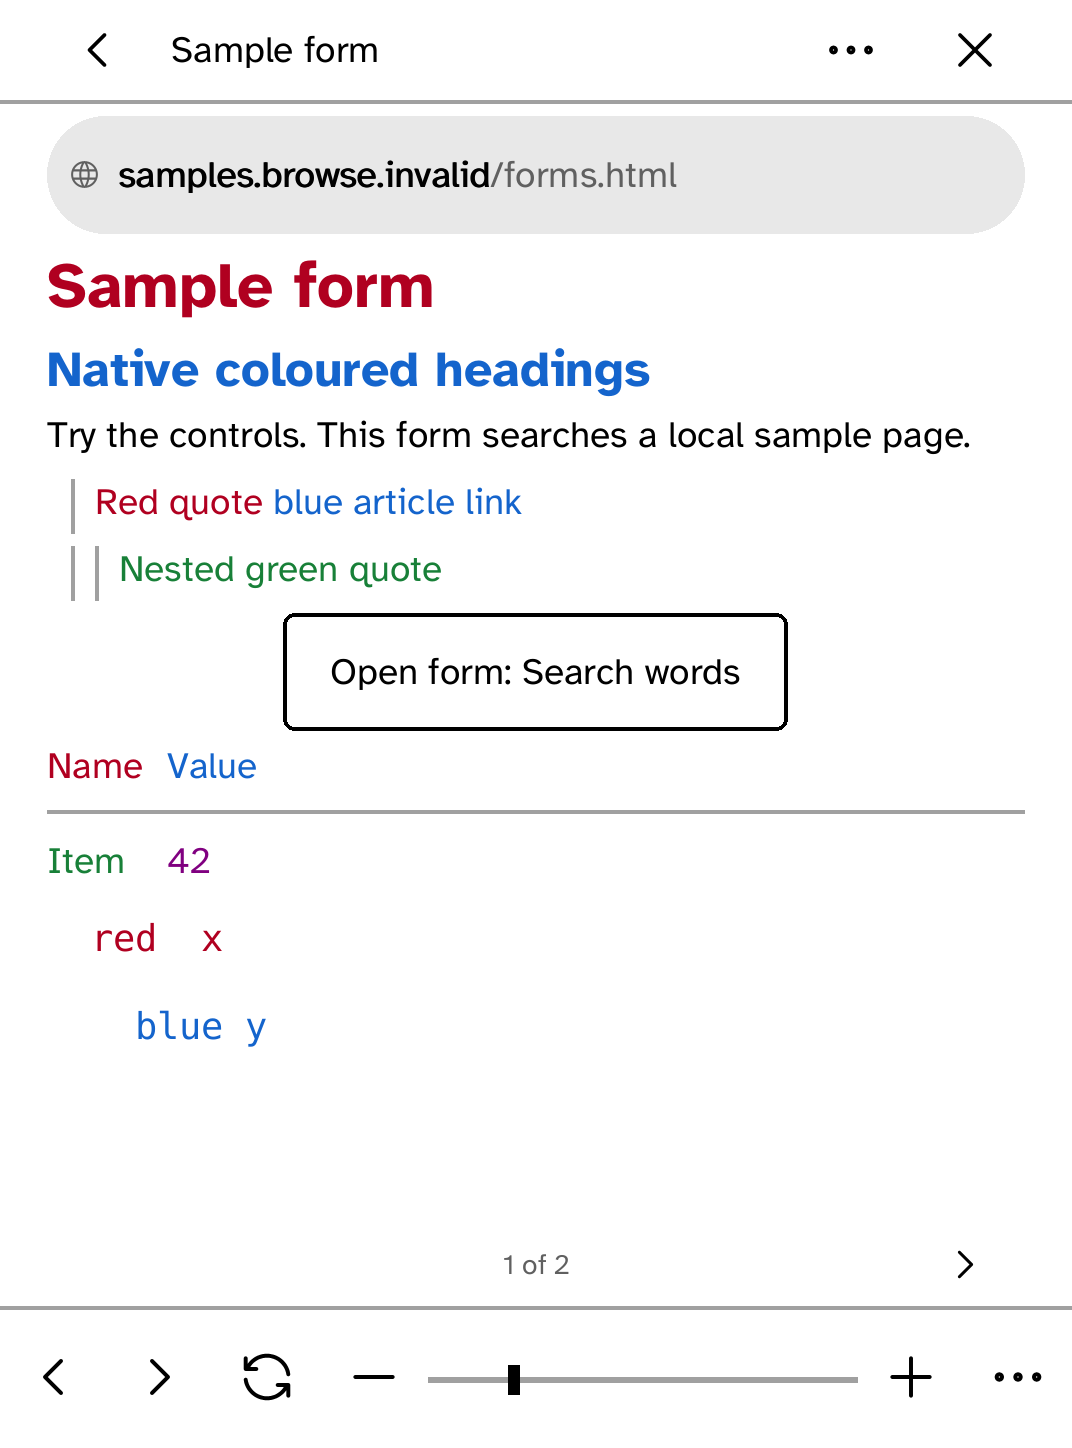 Sample form
samples.browse.invalid/forms.html
Sample form
Native coloured headings
Try the controls. This form searches a local sample page.
Red quote blue article link
Nested green quote
Open form: Search words
Name Value
Item 42
red x
blue y
1 of 2